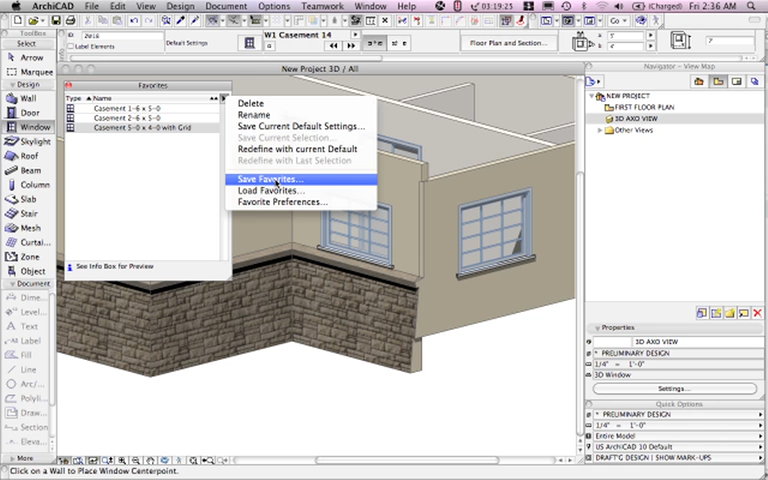 ArchiCAD File Edit View Design Document Options Teamwork Window Help 03:19:25 (Charged) Fri 2:36 AM
ToolBox
Select
Arrow
Marquee
Design
Wall
Door
Window
Skylight
Roof
Beam
Column
Slab
Stair
Mesh
Curtai...
Zone
Object
Document
Dime...
Level...
Text
Label
Fill
Line
Arc/...
Polyli...
Draw...
Section
Eleva...
More
Label Elements
Default Settings
W1 Casement 14
Floor Plan and Section...
New Project 3D / All
Favorites
Type Name
Casement 1-6 x 5-0
Casement 2-6 x 5-0
Casement 5-0 x 4-0 with Grid
See Info Box for Preview
Delete
Rename
Save Current Default Settings...
Save Current Selection...
Redefine with current Default
Redefine with Last Selection
Save Favorites...
Load Favorites...
Favorite Preferences...
Navigator - View Map
NEW PROJECT
FIRST FLOOR PLAN
3D AXO VIEW
Other Views
Properties
3D AXO VIEW
* PRELIMINARY DESIGN
1/4" = 1'-0"
3D Window
Settings...
Quick Options
* PRELIMINARY DESIGN
1/4" = 1'-0"
Entire Model
US ArchiCAD 10 Default
DRAFT'G DESIGN | SHOW MARK-UPS
Click on a Wall to Place Window Centerpoint.